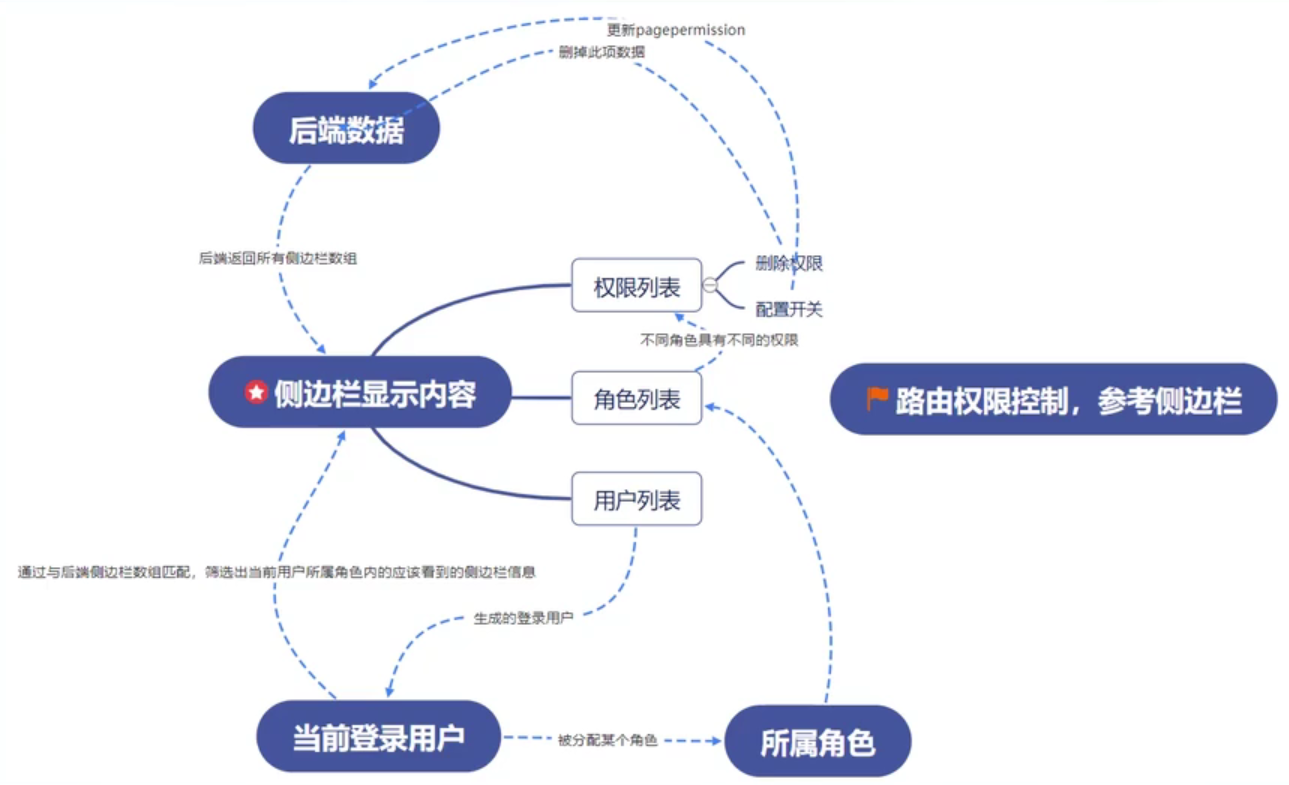 更新pagepermission
删掉此项数据
后端数据
后端返回所有侧边栏数组
删除权限
权限列表
配置开关
不同角色具有不同的权限
侧边栏显示内容
角色列表
路由权限控制，参考侧边栏
用户列表
通过与后端侧边栏数组匹配，筛选出当前用户所属角色内的应该看到的侧边栏信息
生成的登录用户
当前登录用户
被分配某个角色
所属角色